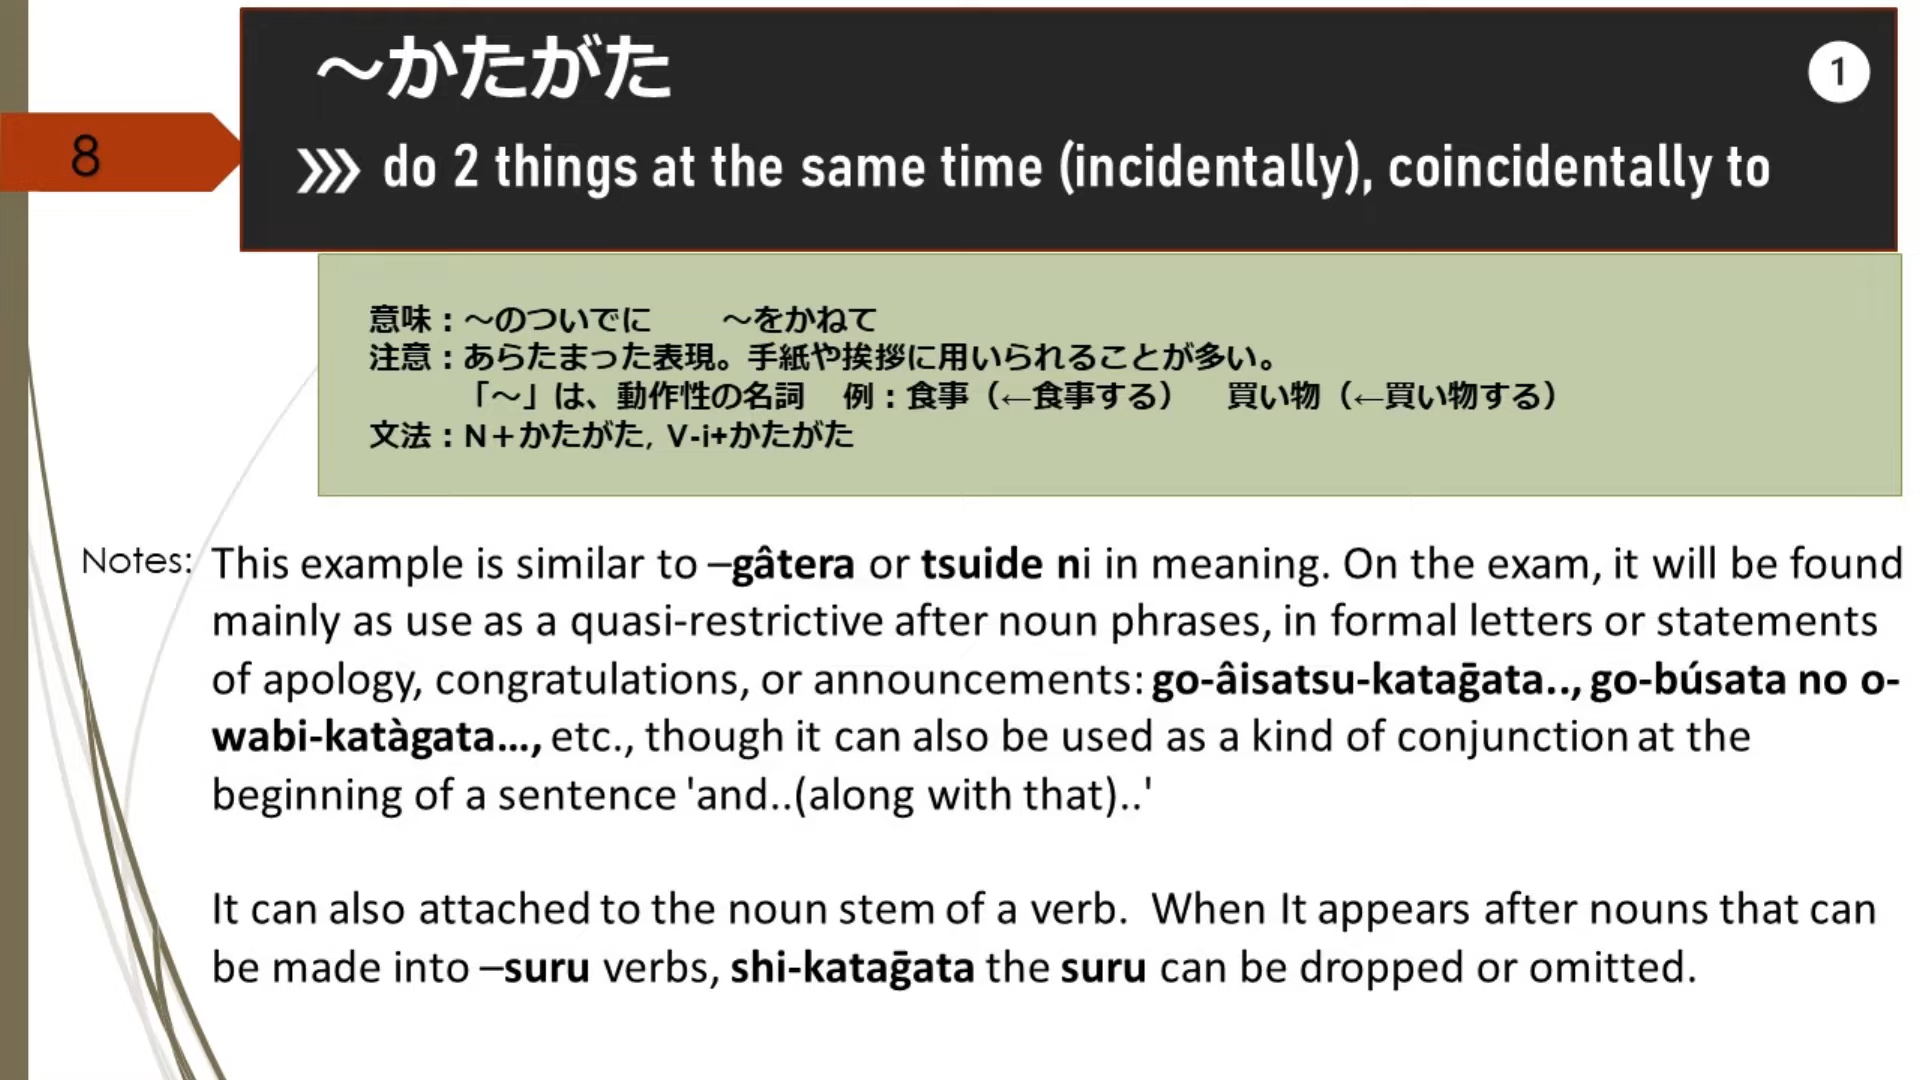 ～かたがた
1
8
do 2 things at the same time (incidentally), coincidentally to
意味：～のついでに　　～をかねて
注意：あらたまった表現。手紙や挨拶に用いられることが多い。
「～」は、動作性の名詞　例：食事（←食事する）　買い物（←買い物する）
文法：N＋かたがた, V-i+かたがた
Notes: This example is similar to –gâtera or tsuide ni in meaning. On the exam, it will be found
mainly as use as a quasi-restrictive after noun phrases, in formal letters or statements
of apology, congratulations, or announcements: go-âisatsu-kataḡata.., go-búsata no o-
wabi-katàgata…, etc., though it can also be used as a kind of conjunction at the
beginning of a sentence 'and..(along with that)..'
It can also attached to the noun stem of a verb. When It appears after nouns that can
be made into –suru verbs, shi-kataḡata the suru can be dropped or omitted.